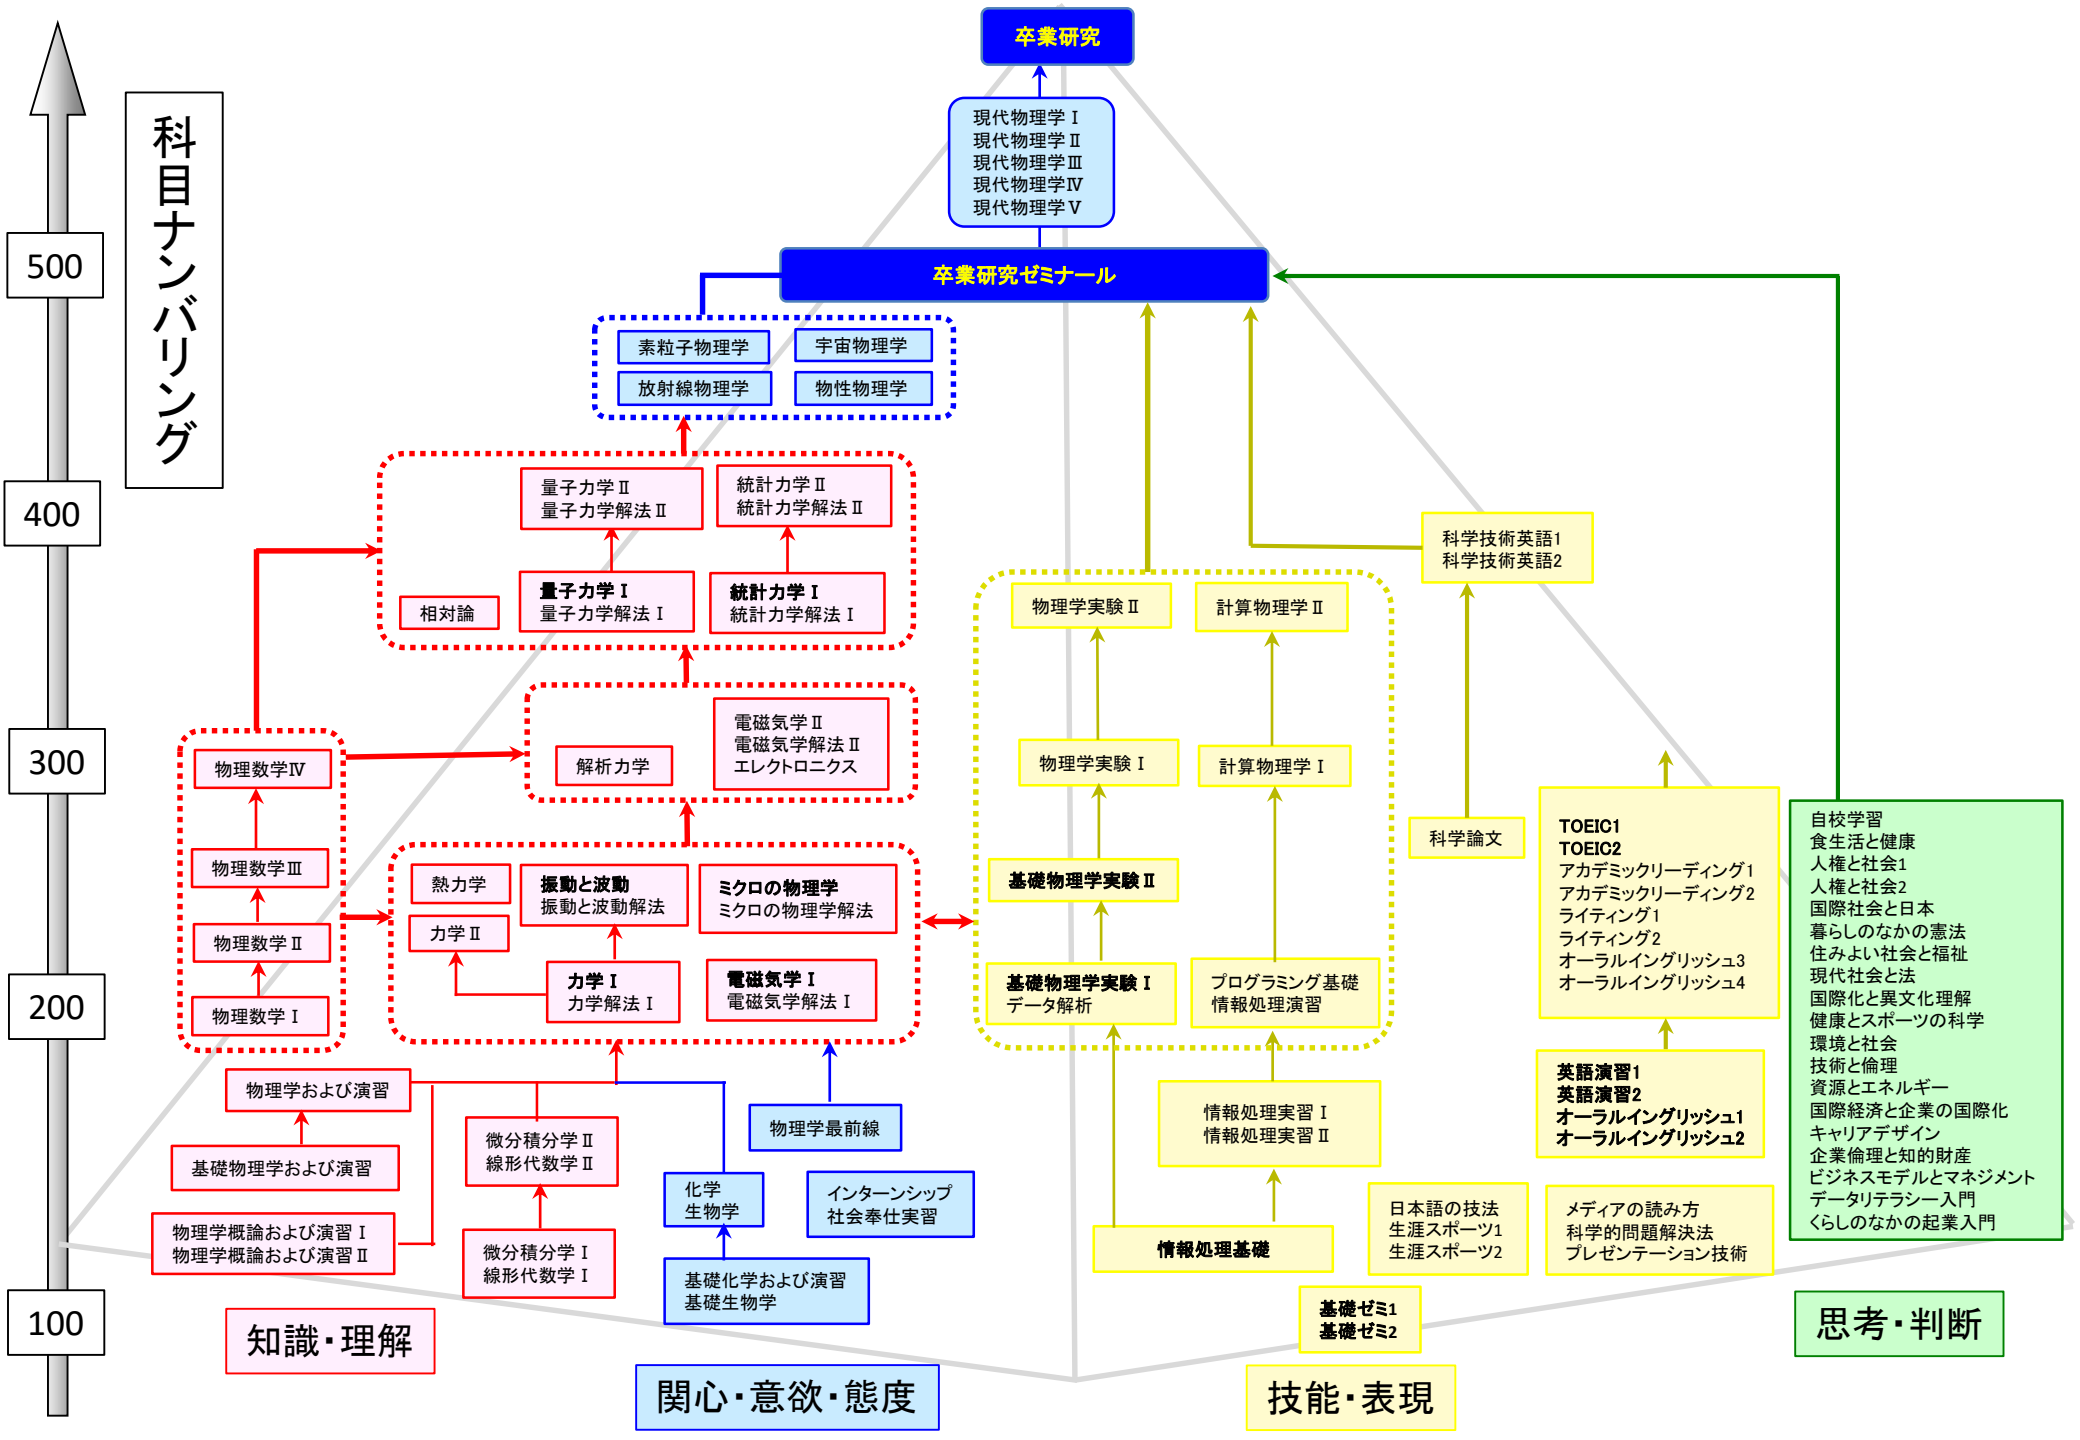 卒業研究
現代物理学Ⅰ
現代物理学Ⅱ
現代物理学Ⅲ
現代物理学Ⅳ
現代物理学Ⅴ
科目ナンバリング
500
400
300
200
100
卒業研究ゼミナール
素粒子物理学
宇宙物理学
放射線物理学
物性物理学
量子力学Ⅱ
量子力学解法Ⅱ
統計力学Ⅱ
統計力学解法Ⅱ
相対論
量子力学Ⅰ
量子力学解法Ⅰ
統計力学Ⅰ
統計力学解法Ⅰ
解析力学
電磁気学Ⅱ
電磁気学解法Ⅱ
エレクトロニクス
物理数学Ⅳ
物理数学Ⅲ
物理数学Ⅱ
物理数学Ⅰ
熱力学
力学Ⅱ
振動と波動
振動と波動解法
ミクロの物理学
ミクロの物理学解法
力学Ⅰ
力学解法Ⅰ
電磁気学Ⅰ
電磁気学解法Ⅰ
物理学および演習
基礎物理学および演習
物理学概論および演習Ⅰ
物理学概論および演習Ⅱ
微分積分学Ⅱ
線形代数学Ⅱ
微分積分学Ⅰ
線形代数学Ⅰ
物理学最前線
化学
生物学
インターンシップ
社会奉仕実習
基礎化学および演習
基礎生物学
物理学実験Ⅱ
計算物理学Ⅱ
物理学実験Ⅰ
計算物理学Ⅰ
基礎物理学実験Ⅱ
基礎物理学実験Ⅰ
データ解析
プログラミング基礎
情報処理演習
情報処理実習Ⅰ
情報処理実習Ⅱ
情報処理基礎
科学技術英語1
科学技術英語2
科学論文
TOEIC1
TOEIC2
アカデミックリーディング1
アカデミックリーディング2
ライティング1
ライティング2
オーラルイングリッシュ3
オーラルイングリッシュ4
英語演習1
英語演習2
オーラルイングリッシュ1
オーラルイングリッシュ2
日本語の技法
生涯スポーツ1
生涯スポーツ2
メディアの読み方
科学的問題解決法
プレゼンテーション技術
基礎ゼミ1
基礎ゼミ2
自校学習
食生活と健康
人権と社会1
人権と社会2
国際社会と日本
暮らしのなかの憲法
住みよい社会と福祉
現代社会と法
国際化と異文化理解
健康とスポーツの科学
環境と社会
技術と倫理
資源とエネルギー
国際経済と企業の国際化
キャリアデザイン
企業倫理と知的財産
ビジネスモデルとマネジメント
データリテラシー入門
くらしのなかの起業入門
知識・理解
関心・意欲・態度
技能・表現
思考・判断